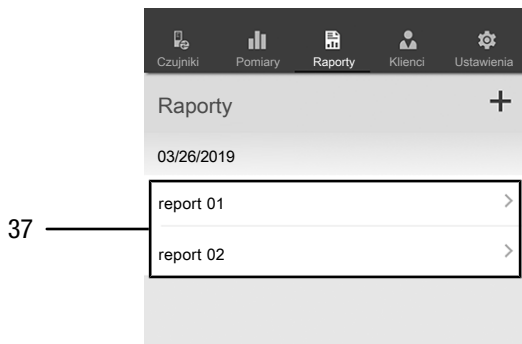 Czujniki Pomiary Raporty Klienci Ustawienia
Raporty +
03/26/2019
report 01 >
37
report 02 >